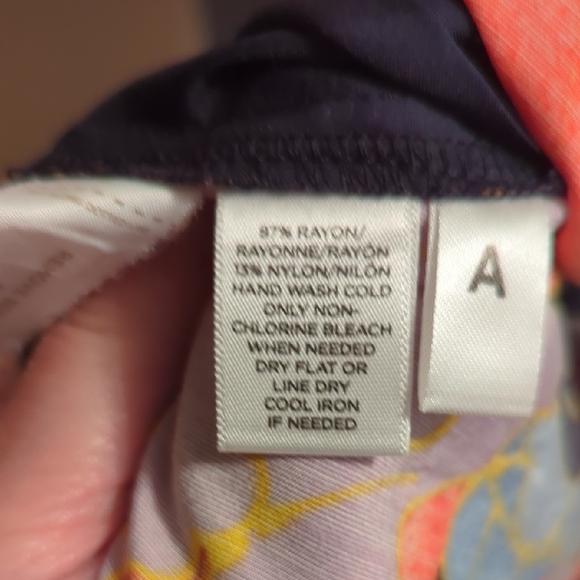 87% RAYON/
RAYONNE/RAYÓN
13% NYLON/NILÓN
HAND WASH COLD
ONLY NON-
CHLORINE BLEACH
WHEN NEEDED
DRY FLAT OR
LINE DRY
COOL IRON
IF NEEDED
A